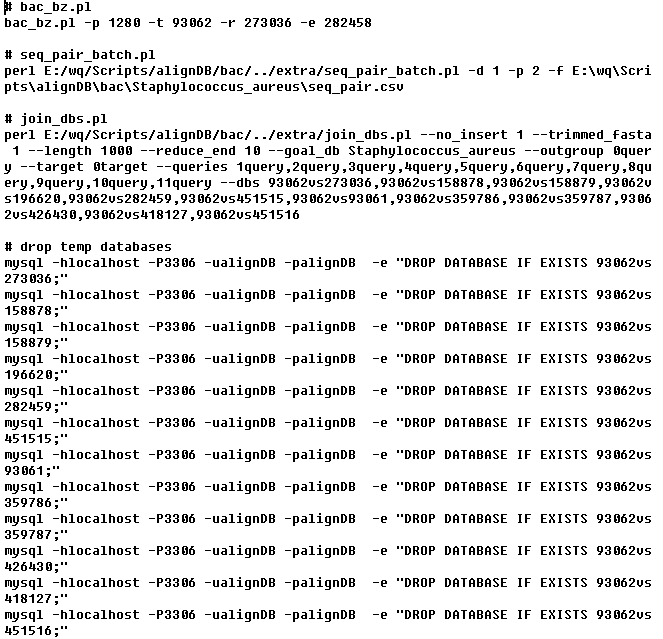 # bac_bz.pl
bac_bz.pl -p 1280 -t 93062 -r 273036 -e 282458

# seq_pair_batch.pl
perl E:/wq/Scripts/alignDB/bac/../extra/seq_pair_batch.pl -d 1 -p 2 -f E:\wq\Scri
pts\alignDB\bac\Staphylococcus_aureus\seq_pair.csv

# join_dbs.pl
perl E:/wq/Scripts/alignDB/bac/../extra/join_dbs.pl --no_insert 1 --trimmed_fasta
 1 --length 1000 --reduce_end 10 --goal_db Staphylococcus_aureus --outgroup 0quer
y --target 0target --queries 1query,2query,3query,4query,5query,6query,7query,8qu
ery,9query,10query,11query --dbs 93062vs273036,93062vs158878,93062vs158879,93062v
s196620,93062vs282459,93062vs451515,93062vs93061,93062vs359786,93062vs359787,9306
2vs426430,93062vs418127,93062vs451516

# drop temp databases
mysql -hlocalhost -P3306 -ualignDB -palignDB  -e "DROP DATABASE IF EXISTS 93062vs
273036;"
mysql -hlocalhost -P3306 -ualignDB -palignDB  -e "DROP DATABASE IF EXISTS 93062vs
158878;"
mysql -hlocalhost -P3306 -ualignDB -palignDB  -e "DROP DATABASE IF EXISTS 93062vs
158879;"
mysql -hlocalhost -P3306 -ualignDB -palignDB  -e "DROP DATABASE IF EXISTS 93062vs
196620;"
mysql -hlocalhost -P3306 -ualignDB -palignDB  -e "DROP DATABASE IF EXISTS 93062vs
282459;"
mysql -hlocalhost -P3306 -ualignDB -palignDB  -e "DROP DATABASE IF EXISTS 93062vs
451515;"
mysql -hlocalhost -P3306 -ualignDB -palignDB  -e "DROP DATABASE IF EXISTS 93062vs
93061;"
mysql -hlocalhost -P3306 -ualignDB -palignDB  -e "DROP DATABASE IF EXISTS 93062vs
359786;"
mysql -hlocalhost -P3306 -ualignDB -palignDB  -e "DROP DATABASE IF EXISTS 93062vs
359787;"
mysql -hlocalhost -P3306 -ualignDB -palignDB  -e "DROP DATABASE IF EXISTS 93062vs
426430;"
mysql -hlocalhost -P3306 -ualignDB -palignDB  -e "DROP DATABASE IF EXISTS 93062vs
418127;"
mysql -hlocalhost -P3306 -ualignDB -palignDB  -e "DROP DATABASE IF EXISTS 93062vs
451516;"